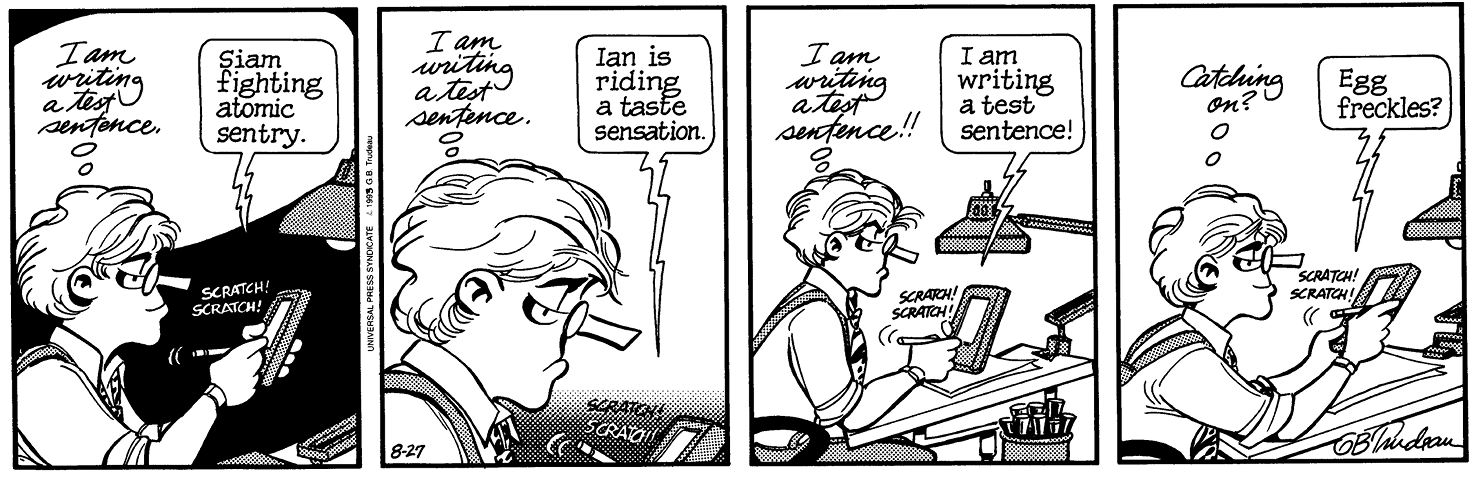 I am
writing
a test
sentence.
Siam
fighting
atomic
sentry.
SCRATCH!
SCRATCH!
UNIVERSAL PRESS SYNDICATE © 1993 G.B. Trudeau
I am
writing
a test
sentence.
Ian is
riding
a taste
sensation.
SCRATCH!
SCRATCH!
8-27
I am
writing
a test
sentence!!
I am
writing
a test
sentence!
SCRATCH!
SCRATCH!
Catching
on?
Egg
freckles?
SCRATCH!
SCRATCH!
GBTrudeau